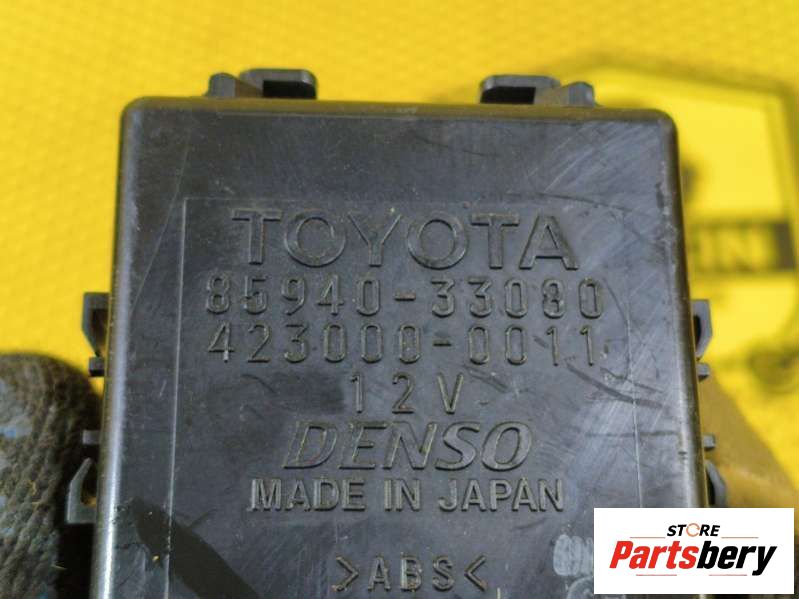 TOYOTA
85940-33080
423000-0011
12V
DENSO
MADE IN JAPAN
>ABS<
STORE
Partsbery